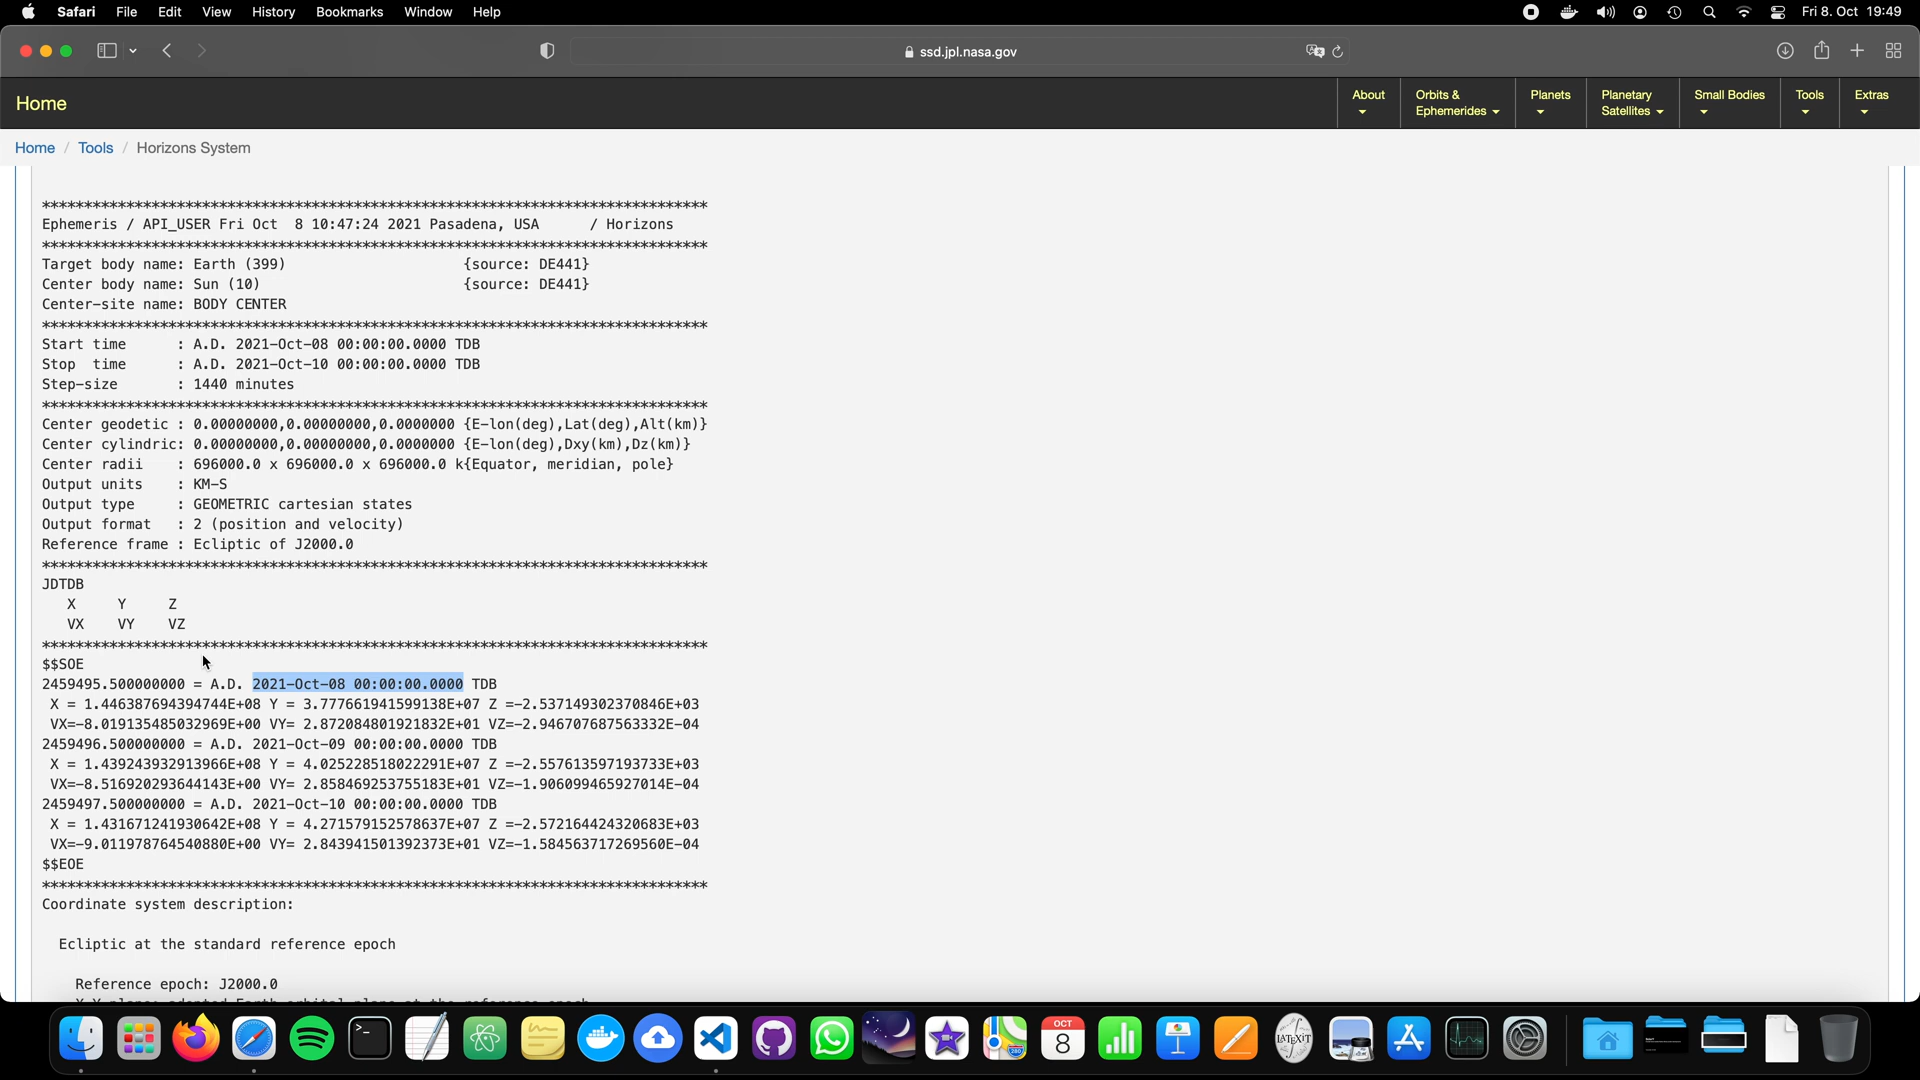 Safari File Edit View History Bookmarks Window Help Fri 8. Oct 19:49
ssd.jpl.nasa.gov
Home About Orbits & Ephemerides Planets Planetary Satellites Small Bodies Tools Extras
Home / Tools / Horizons System
*******************************************************************************
Ephemeris / API_USER Fri Oct  8 10:47:24 2021 Pasadena, USA      / Horizons
*******************************************************************************
Target body name: Earth (399)                     {source: DE441}
Center body name: Sun (10)                        {source: DE441}
Center-site name: BODY CENTER
*******************************************************************************
Start time      : A.D. 2021-Oct-08 00:00:00.0000 TDB
Stop  time      : A.D. 2021-Oct-10 00:00:00.0000 TDB
Step-size       : 1440 minutes
*******************************************************************************
Center geodetic : 0.00000000,0.00000000,0.0000000 {E-lon(deg),Lat(deg),Alt(km)}
Center cylindric: 0.00000000,0.00000000,0.0000000 {E-lon(deg),Dxy(km),Dz(km)}
Center radii    : 696000.0 x 696000.0 x 696000.0 k{Equator, meridian, pole}
Output units    : KM-S
Output type     : GEOMETRIC cartesian states
Output format   : 2 (position and velocity)
Reference frame : Ecliptic of J2000.0
*******************************************************************************
JDTDB
   X     Y     Z
   VX    VY    VZ
*******************************************************************************
$$SOE
2459495.500000000 = A.D. 2021-Oct-08 00:00:00.0000 TDB
 X = 1.446387694394744E+08 Y = 3.777661941599138E+07 Z =-2.537149302370846E+03
 VX=-8.019135485032969E+00 VY= 2.872084801921832E+01 VZ=-2.946707687563332E-04
2459496.500000000 = A.D. 2021-Oct-09 00:00:00.0000 TDB
 X = 1.439243932913966E+08 Y = 4.025228518022291E+07 Z =-2.557613597193733E+03
 VX=-8.516920293644143E+00 VY= 2.858469253755183E+01 VZ=-1.906099465927014E-04
2459497.500000000 = A.D. 2021-Oct-10 00:00:00.0000 TDB
 X = 1.431671241930642E+08 Y = 4.271579152578637E+07 Z =-2.572164424320683E+03
 VX=-9.011978764540880E+00 VY= 2.843941501392373E+01 VZ=-1.584563717269560E-04
$$EOE
*******************************************************************************
Coordinate system description:
Ecliptic at the standard reference epoch
Reference epoch: J2000.0
OCT
8
280
LATEXiT